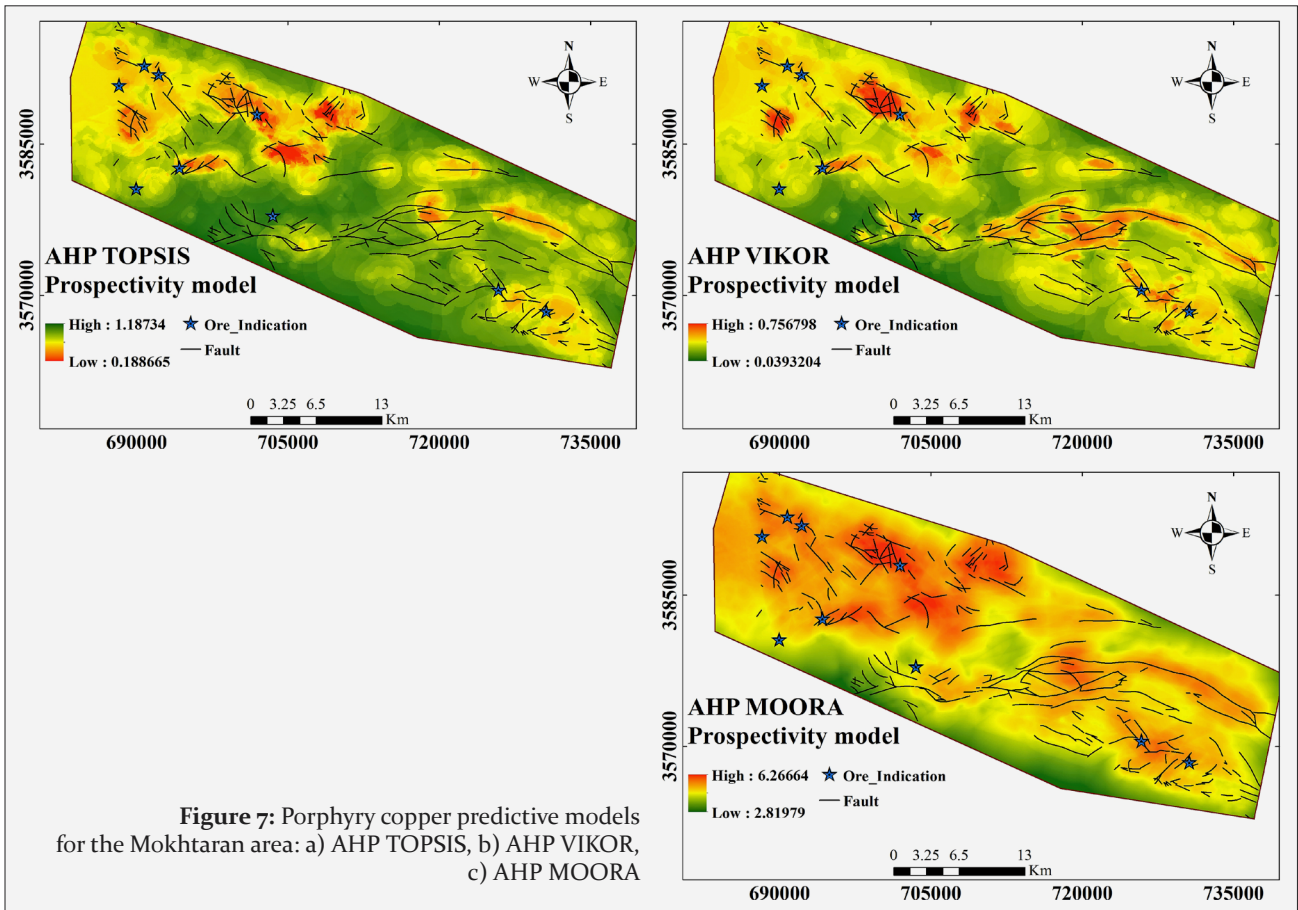 N
W
E
S
3585000
3570000
AHP TOPSIS
Prospectivity model
High : 1.18734
Low : 0.188665
Ore_Indication
Fault
0 3.25 6.5 13
Km
690000 705000 720000 735000
N
W
E
S
3585000
3570000
AHP VIKOR
Prospectivity model
High : 0.756798
Low : 0.0393204
Ore_Indication
Fault
0 3.25 6.5 13
Km
690000 705000 720000 735000
N
W
E
S
3585000
3570000
AHP MOORA
Prospectivity model
High : 6.26664
Low : 2.81979
Ore_Indication
Fault
0 3.25 6.5 13
Km
690000 705000 720000 735000
Figure 7: Porphyry copper predictive models
for the Mokhtaran area: a) AHP TOPSIS, b) AHP VIKOR,
c) AHP MOORA